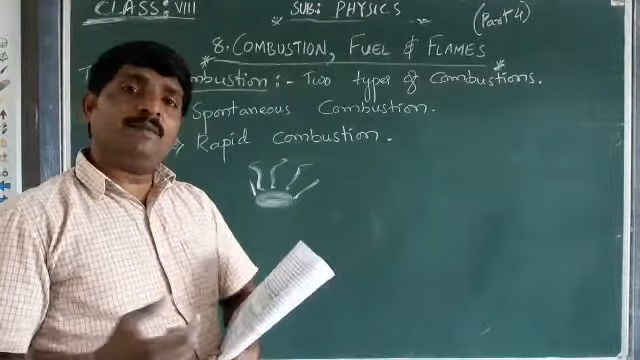 CLASS: VIII SUB: PHYSICS (Part 4)
8. COMBUSTION, FUEL & FLAMES
mbustion :- Two types of Combustions.
Spontaneous Combustion.
Rapid Combustion.